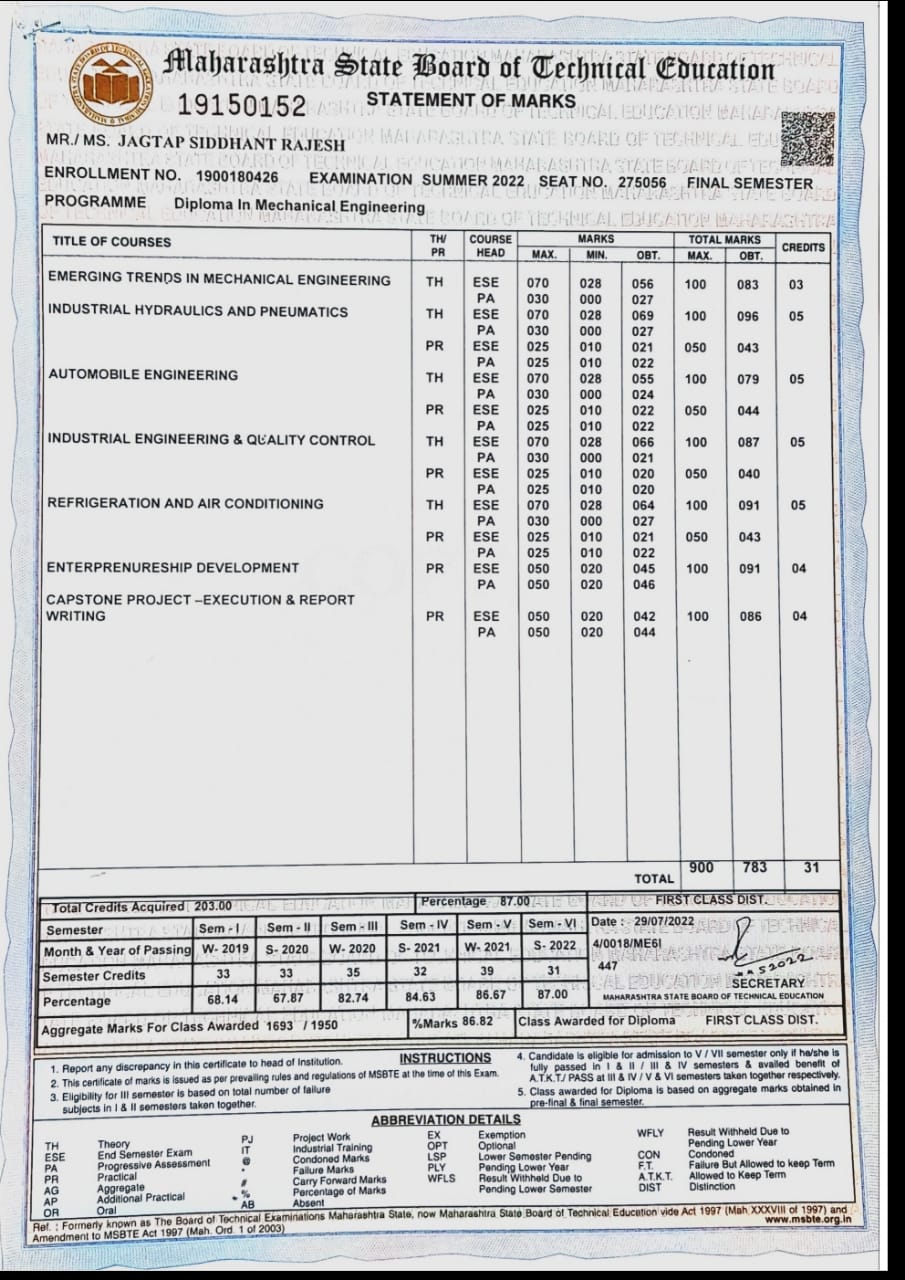 Maharashtra State Board of Technical Education
19150152
STATEMENT OF MARKS
MR./ MS. JAGTAP SIDDHANT RAJESH
ENROLLMENT NO. 1900180426 EXAMINATION SUMMER 2022 SEAT NO. 275056 FINAL SEMESTER
PROGRAMME Diploma In Mechanical Engineering
TITLE OF COURSES TH/ PR COURSE HEAD MARKS MAX. MIN. OBT. TOTAL MARKS MAX. OBT. CREDITS
EMERGING TRENDS IN MECHANICAL ENGINEERING TH ESE 070 028 056 100 083 03
PA 030 000 027
INDUSTRIAL HYDRAULICS AND PNEUMATICS TH ESE 070 028 069 100 096 05
PA 030 000 027
PR ESE 025 010 021 050 043
PA 025 010 022
AUTOMOBILE ENGINEERING TH ESE 070 028 055 100 079 05
PA 030 000 024
PR ESE 025 010 022 050 044
PA 025 010 022
INDUSTRIAL ENGINEERING & QUALITY CONTROL TH ESE 070 028 066 100 087 05
PA 030 000 021
PR ESE 025 010 020 050 040
PA 025 010 020
REFRIGERATION AND AIR CONDITIONING TH ESE 070 028 064 100 091 05
PA 030 000 027
PR ESE 025 010 021 050 043
PA 025 010 022
ENTERPRENURESHIP DEVELOPMENT PR ESE 050 020 045 100 091 04
PA 050 020 046
CAPSTONE PROJECT –EXECUTION & REPORT
WRITING PR ESE 050 020 042 100 086 04
PA 050 020 044
TOTAL 900 783 31
Total Credits Acquired 203.00 Percentage 87.00 FIRST CLASS DIST.
Semester Sem - I Sem - II Sem - III Sem - IV Sem - V Sem - VI Date : - 29/07/2022
Month & Year of Passing W- 2019 S- 2020 W- 2020 S- 2021 W- 2021 S- 2022 4/0018/ME6I
Semester Credits 33 33 35 32 39 31 447
SECRETARY
Percentage 68.14 67.87 82.74 84.63 86.67 87.00 MAHARASHTRA STATE BOARD OF TECHNICAL EDUCATION
Aggregate Marks For Class Awarded 1693 / 1950 %Marks 86.82 Class Awarded for Diploma FIRST CLASS DIST.
INSTRUCTIONS
1. Report any discrepancy in this certificate to head of Institution.
2. This certificate of marks is issued as per prevailing rules and regulations of MSBTE at the time of this Exam.
3. Eligibility for III semester is based on total number of failure
subjects in I & II semesters taken together.
4. Candidate is eligible for admission to V / VII semester only if he/she is
fully passed in I & II / III & IV semesters & availed benefit of
A.T.K.T./ PASS at III & IV / V & VI semesters taken together respectively.
5. Class awarded for Diploma is based on aggregate marks obtained in
pre-final & final semester.
ABBREVIATION DETAILS
TH Theory
ESE End Semester Exam
PA Progressive Assessment
PR Practical
AG Aggregate
AP Additional Practical
OR Oral
PJ Project Work
IT Industrial Training
@ Condoned Marks
* Failure Marks
# Carry Forward Marks
% Percentage of Marks
AB Absent
EX Exemption
OPT Optional
LSP Lower Semester Pending
PLY Pending Lower Year
WFLS Result Withheld Due to
Pending Lower Semester
WFLY Result Withheld Due to
Pending Lower Year
CON Condoned
F.T. Failure But Allowed to keep Term
A.T.K.T. Allowed to Keep Term
DIST Distinction
Ref. : Formerly known as The Board of Technical Examinations Maharashtra State, now Maharashtra State Board of Technical Education vide Act 1997 (Mah. XXXVIII of 1997) and
Amendment to MSBTE Act 1997 (Mah. Ord. 1 of 2003)
www.msbte.org.in